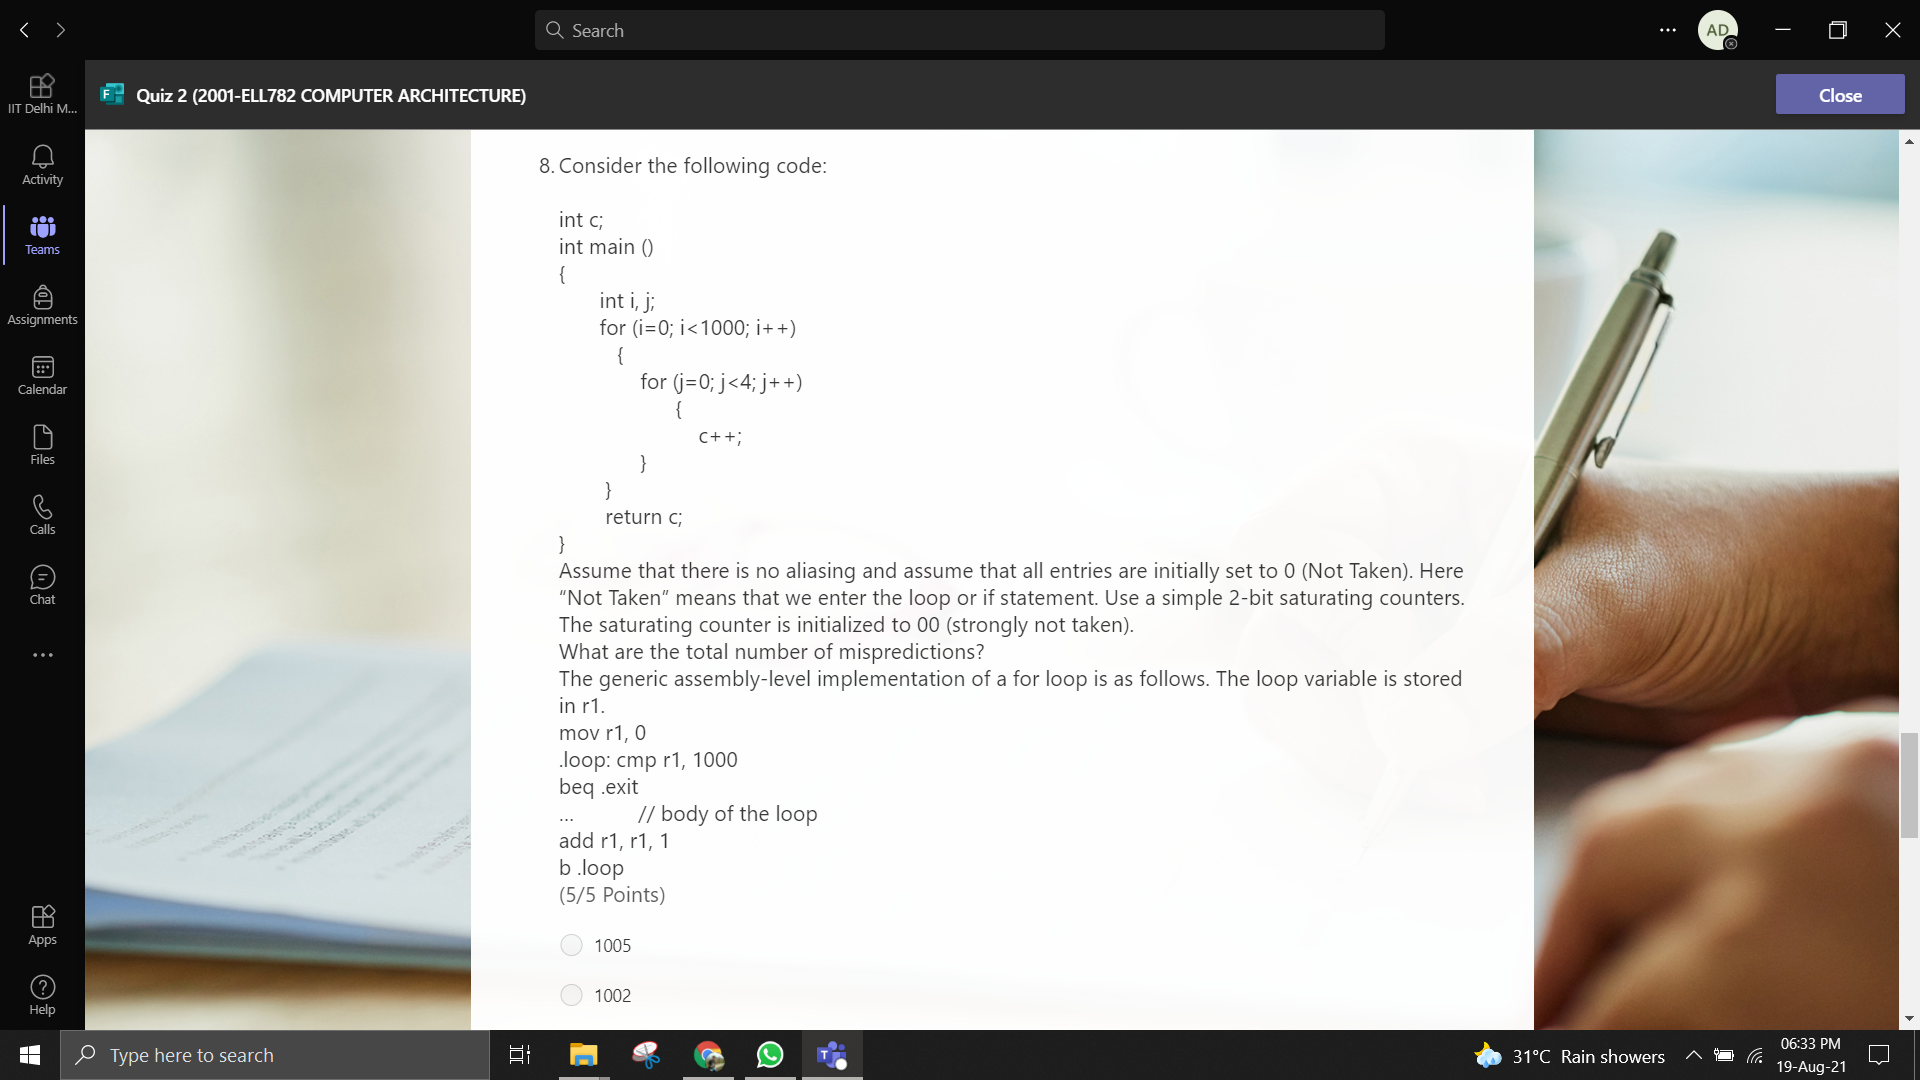 Search
AD
IIT Delhi M...
Quiz 2 (2001-ELL782 COMPUTER ARCHITECTURE)
Close
Activity
Teams
Assignments
Calendar
Files
Calls
Chat
Apps
Help
8. Consider the following code:
int c;
int main ()
{
int i, j;
for (i=0; i<1000; i++)
{
for (j=0; j<4; j++)
{
c++;
}
}
return c;
}
Assume that there is no aliasing and assume that all entries are initially set to 0 (Not Taken). Here
“Not Taken” means that we enter the loop or if statement. Use a simple 2-bit saturating counters.
The saturating counter is initialized to 00 (strongly not taken).
What are the total number of mispredictions?
The generic assembly-level implementation of a for loop is as follows. The loop variable is stored
in r1.
mov r1, 0
.loop: cmp r1, 1000
beq .exit
... // body of the loop
add r1, r1, 1
b .loop
(5/5 Points)
1005
1002
Type here to search
31°C Rain showers
06:33 PM
19-Aug-21